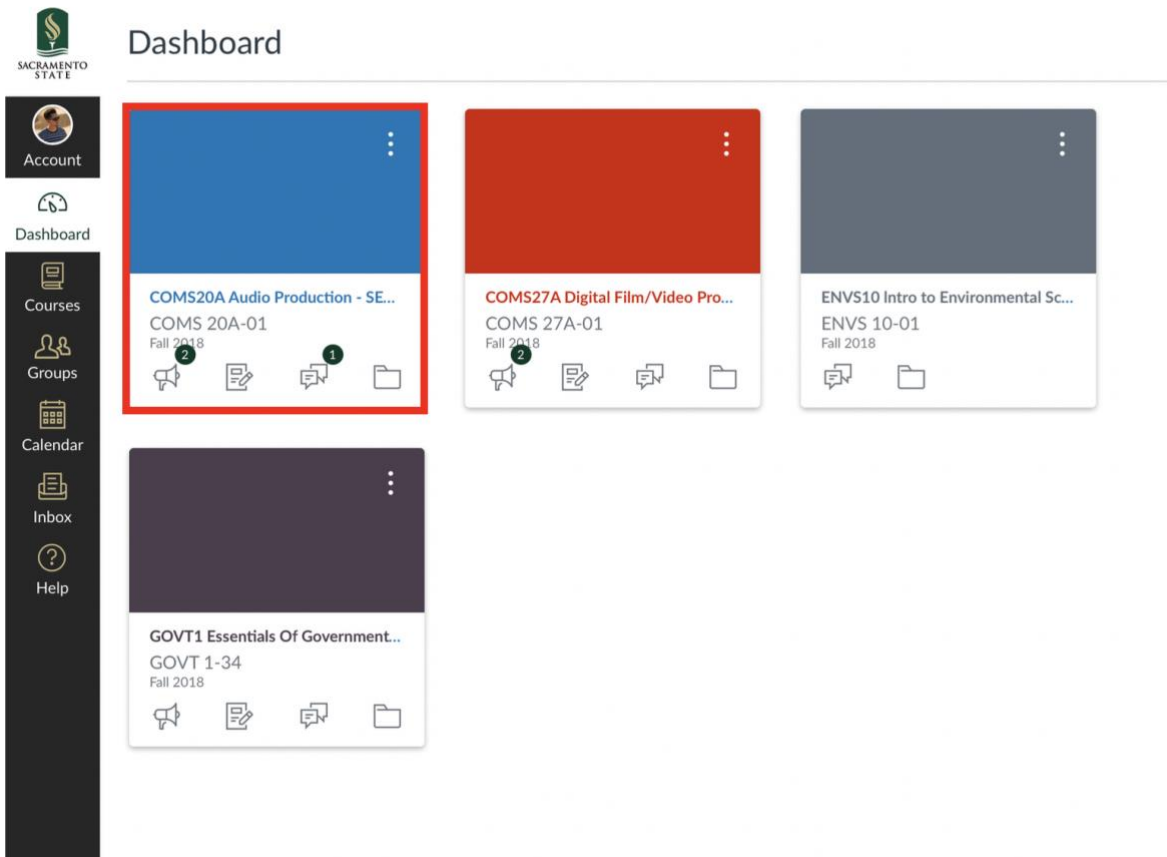 SACRAMENTO
STATE
Dashboard
Account
Dashboard
Courses
Groups
Calendar
Inbox
Help
COMS20A Audio Production - SE...
COMS 20A-01
Fall 2018
2
1
COMS27A Digital Film/Video Pro...
COMS 27A-01
Fall 2018
2
ENVS10 Intro to Environmental Sc...
ENVS 10-01
Fall 2018
GOVT1 Essentials Of Government...
GOVT 1-34
Fall 2018